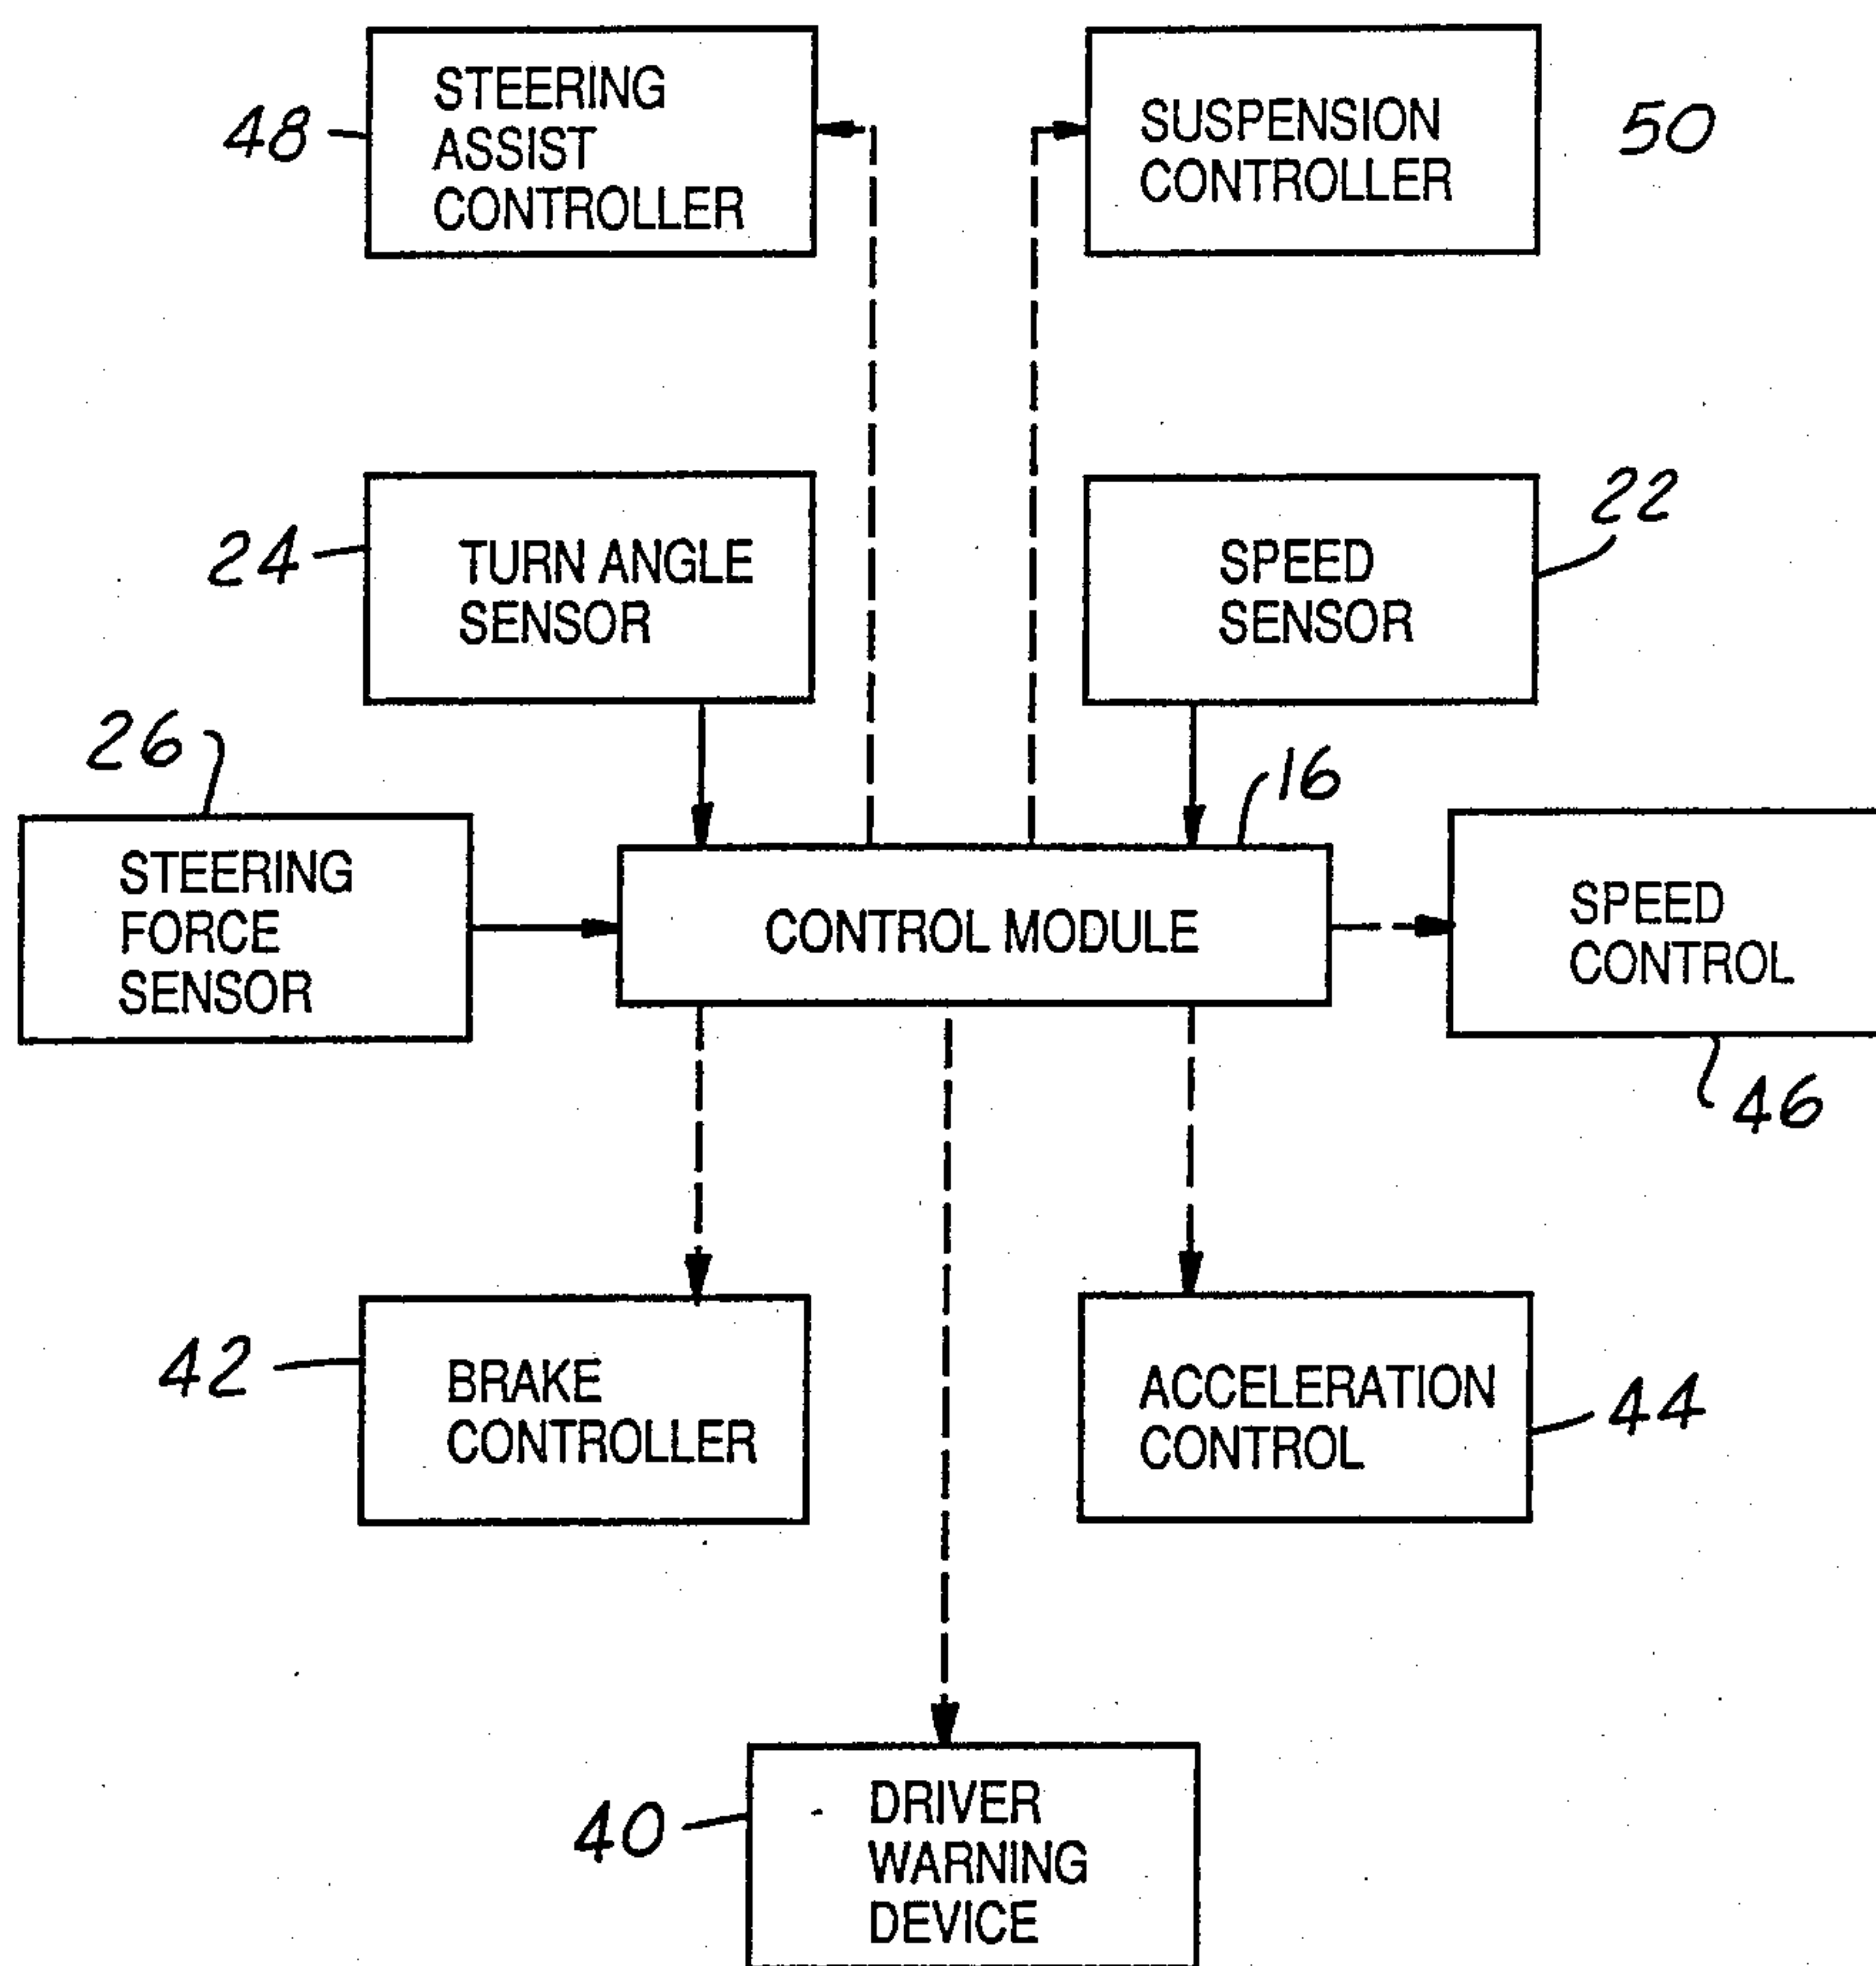 48
STEERING
ASSIST
CONTROLLER
SUSPENSION
CONTROLLER
50
24
TURN ANGLE
SENSOR
SPEED
SENSOR
22
26
STEERING
FORCE
SENSOR
16
CONTROL MODULE
SPEED
CONTROL
46
42
BRAKE
CONTROLLER
ACCELERATION
CONTROL
44
40
DRIVER
WARNING
DEVICE